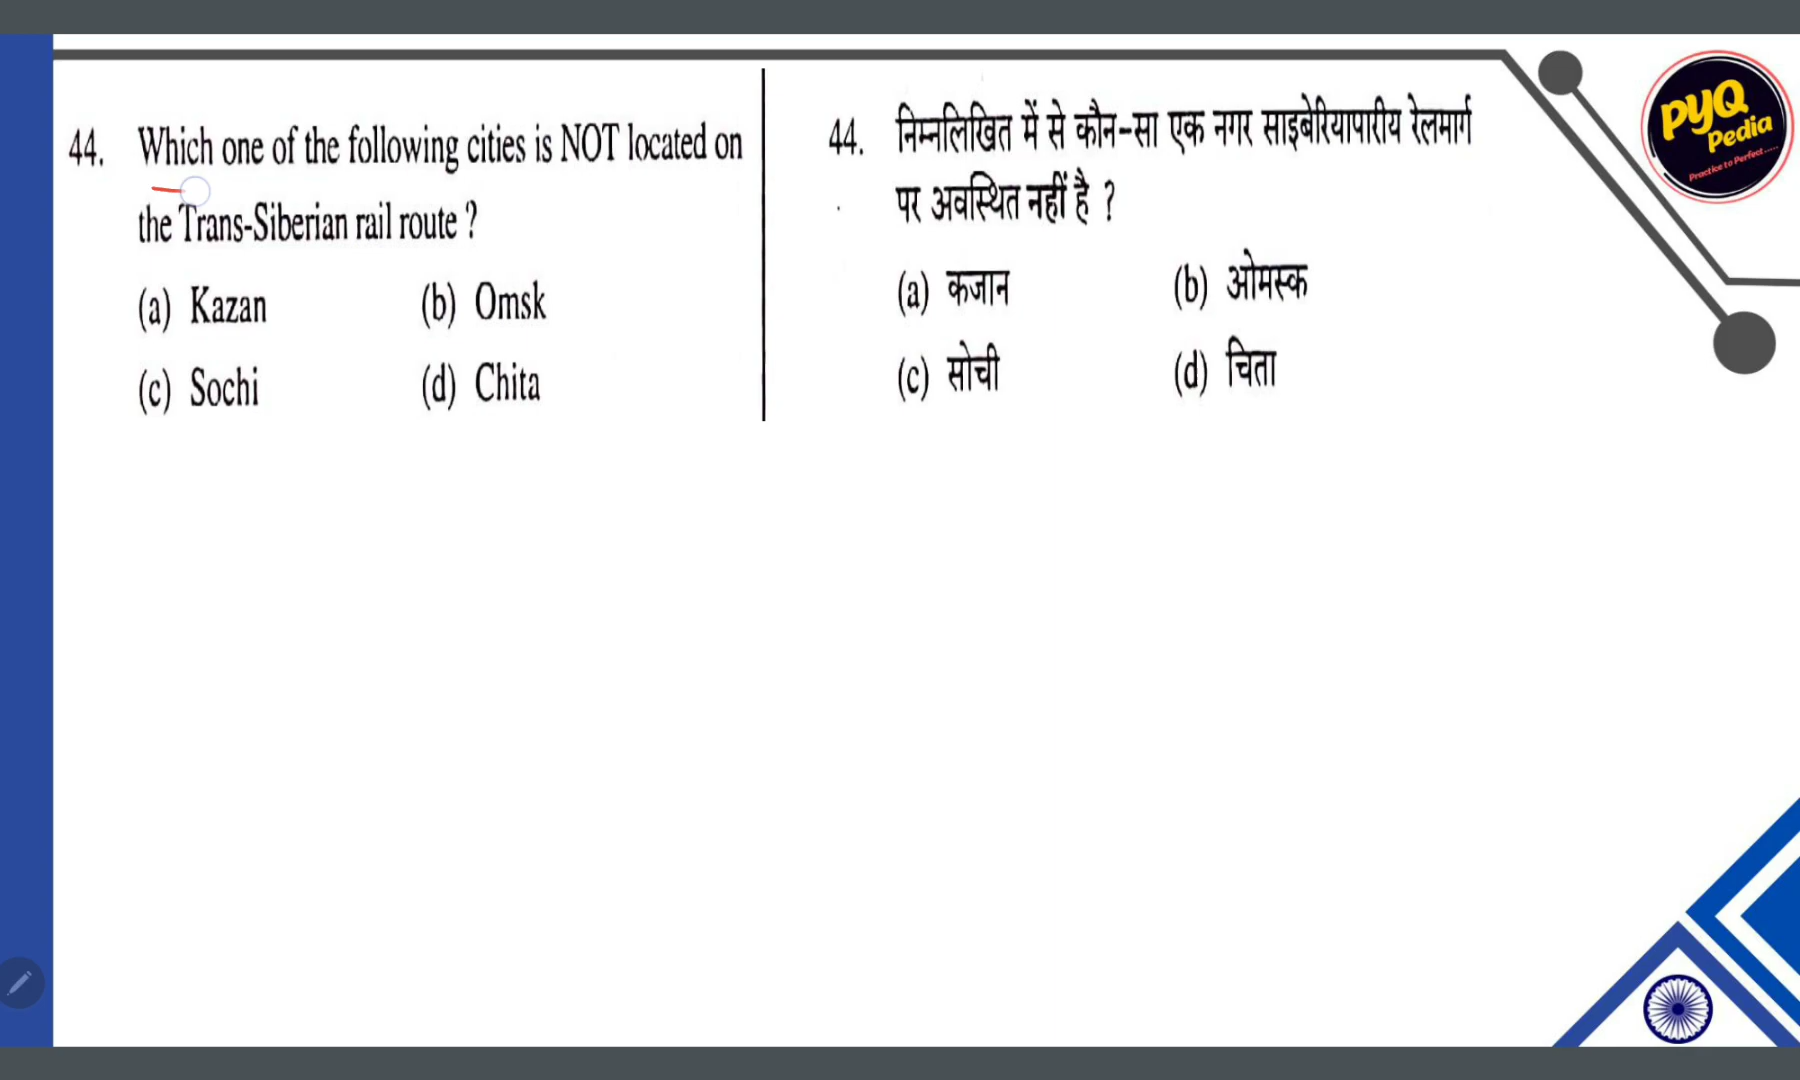 44. Which one of the following cities is NOT located on
the Trans-Siberian rail route ?
(a) Kazan (b) Omsk
(c) Sochi (d) Chita
44. निम्नलिखित में से कौन-सा एक नगर साइबेरियापारीय रेलमार्ग
पर अवस्थित नहीं है ?
(a) कजान (b) ओमस्क
(c) सोची (d) चिता
PYQ
Pedia
Practice to Perfect.....